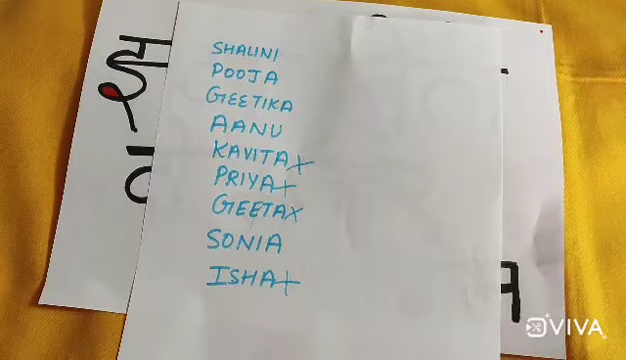 SHALINI
POOJA
GEETIKA
AANU
KAVITA X
PRIYA X
GEETA X
SONIA
ISHA X
VIVA